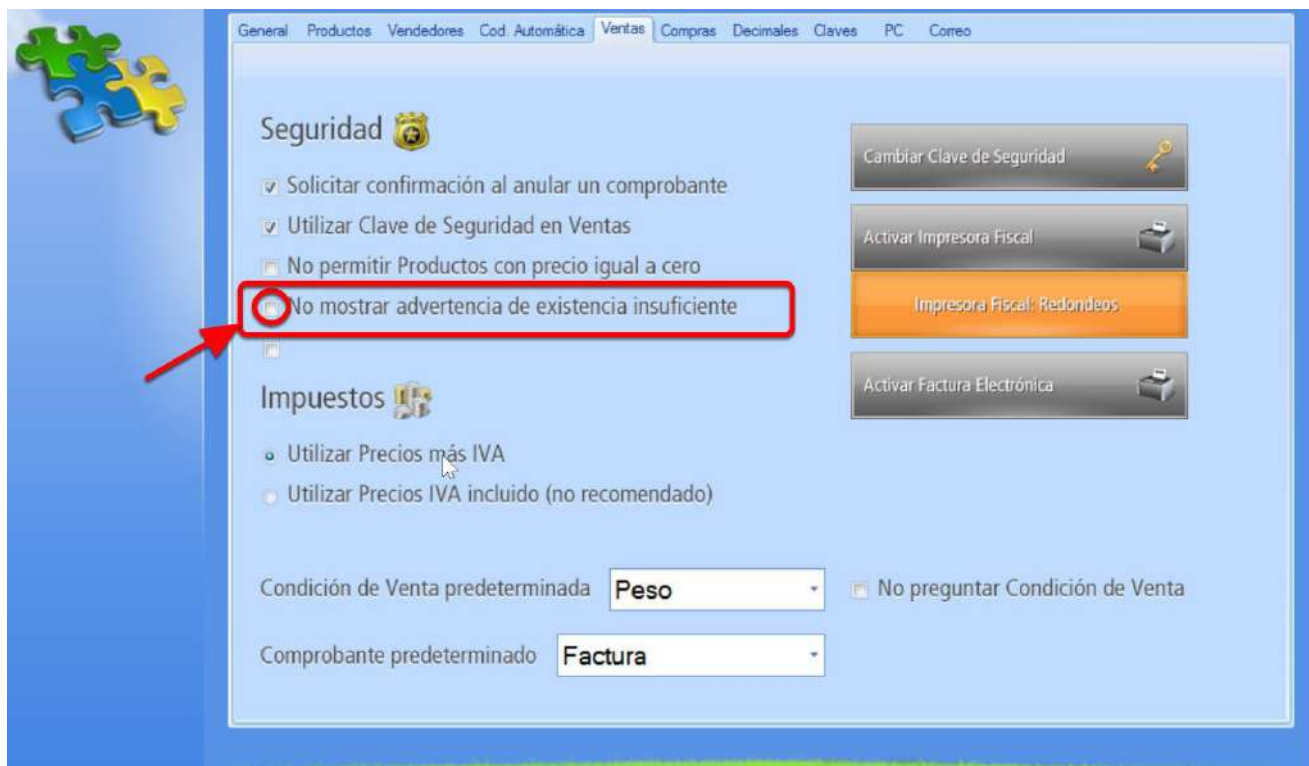 General Productos Vendedores Cod. Automática Ventas Compras Decimales Claves PC Correo
Seguridad
Solicitar confirmación al anular un comprobante
Utilizar Clave de Seguridad en Ventas
No permitir Productos con precio igual a cero
No mostrar advertencia de existencia insuficiente
Cambiar Clave de Seguridad
Activar Impresora Fiscal
Impresora Fiscal: Redondeos
Activar Factura Electrónica
Impuestos
Utilizar Precios más IVA
Utilizar Precios IVA incluido (no recomendado)
Condición de Venta predeterminada Peso No preguntar Condición de Venta
Comprobante predeterminado Factura